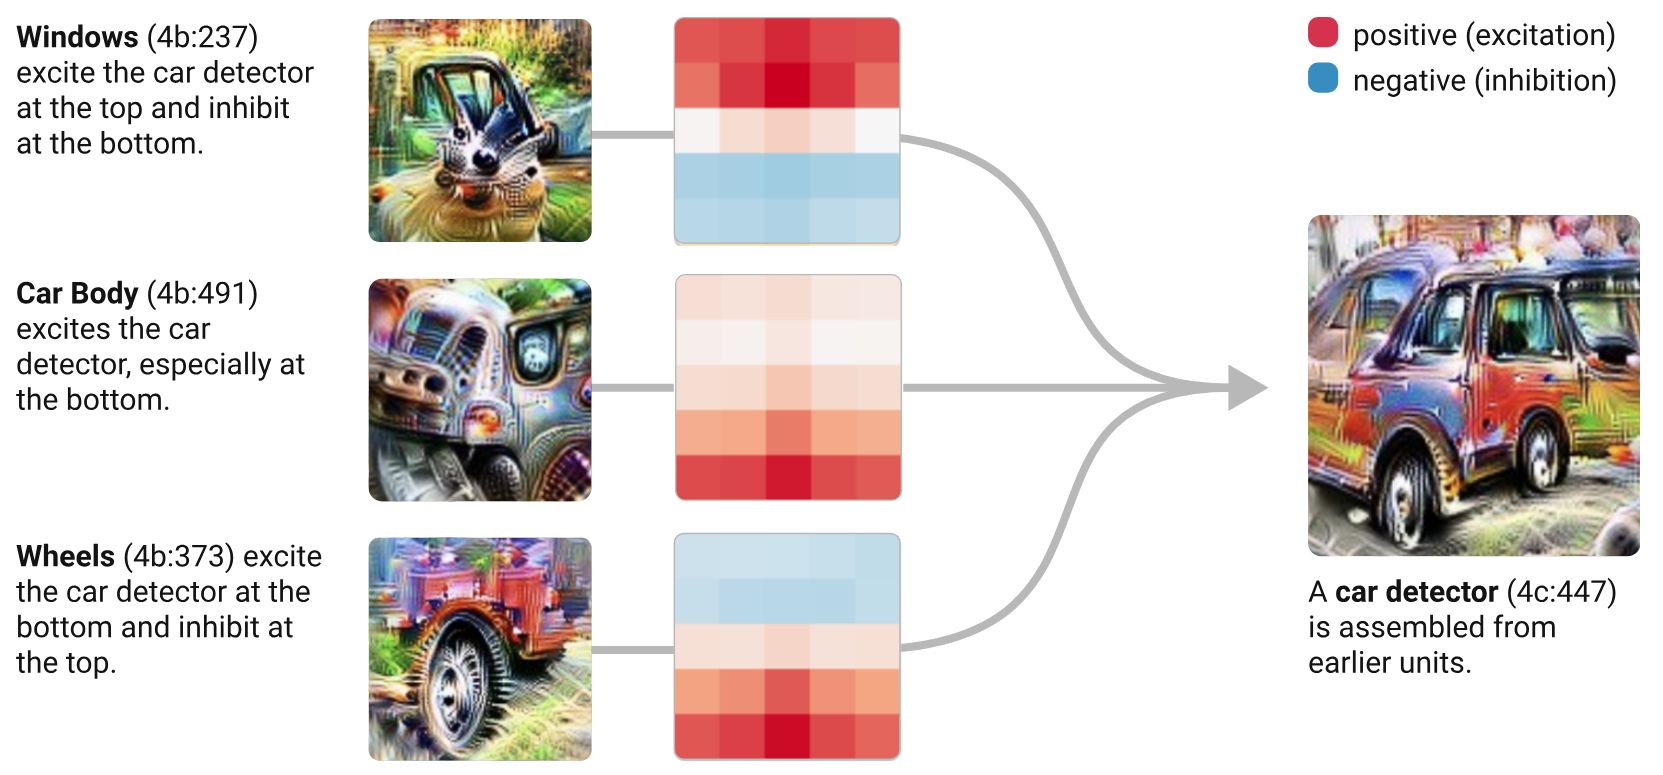 Windows (4b:237)
excite the car detector
at the top and inhibit
at the bottom.
Car Body (4b:491)
excites the car
detector, especially at
the bottom.
Wheels (4b:373) excite
the car detector at the
bottom and inhibit at
the top.
positive (excitation)
negative (inhibition)
A car detector (4c:447)
is assembled from
earlier units.